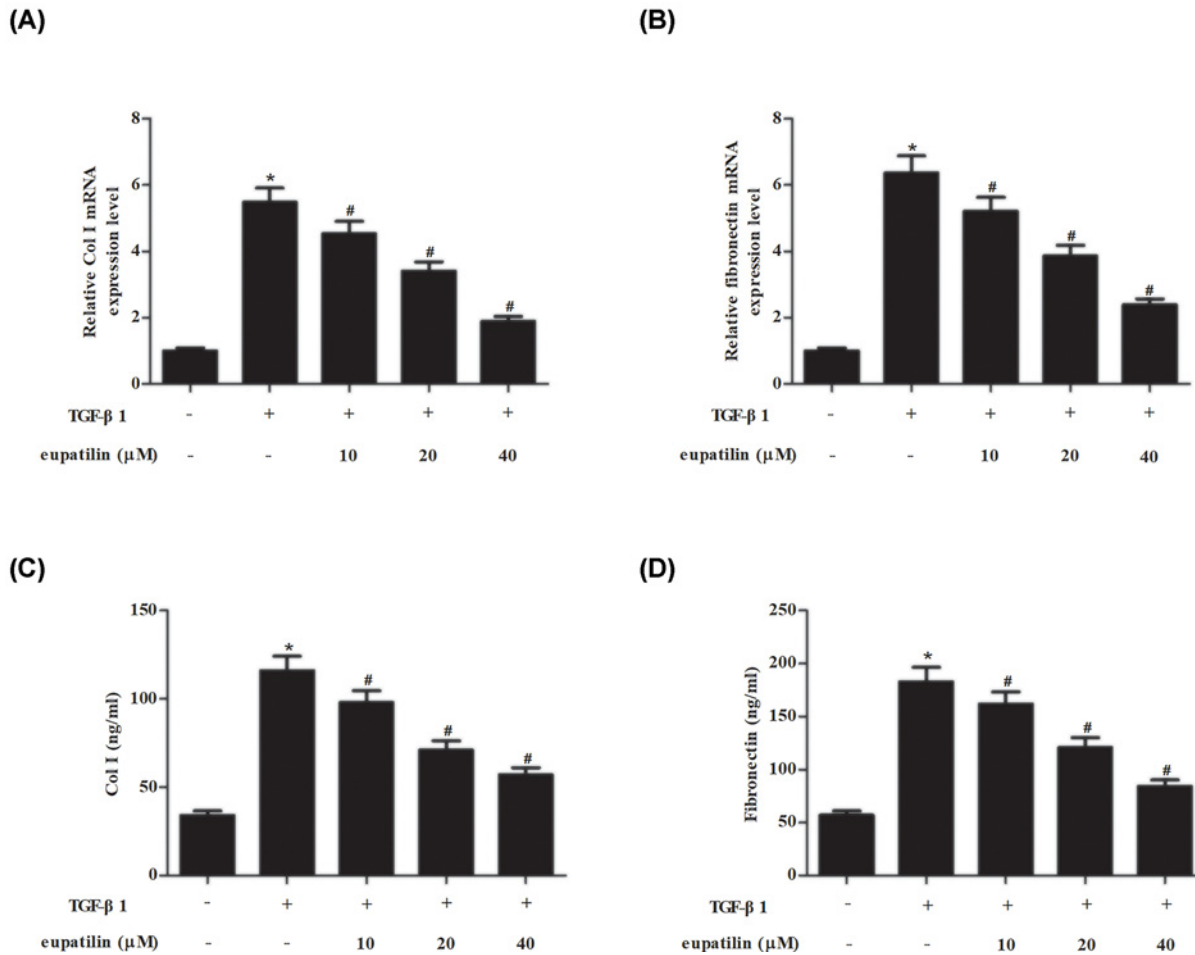 (A)
Relative Col I mRNA
expression level
8
6
4
2
0
*
#
#
#
TGF-β 1 - + + + +
eupatilin (μM) - - 10 20 40
(B)
Relative fibronectin mRNA
expression level
8
6
4
2
0
*
#
#
#
TGF-β 1 - + + + +
eupatilin (μM) - - 10 20 40
(C)
Col I (ng/ml)
150
100
50
0
*
#
#
#
TGF-β 1 - + + + +
eupatilin (μM) - - 10 20 40
(D)
Fibronectin (ng/ml)
250
200
150
100
50
0
*
#
#
#
TGF-β 1 - + + + +
eupatilin (μM) - - 10 20 40